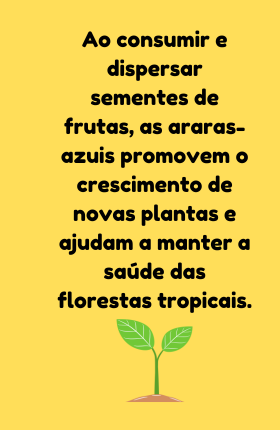 Ao consumir e
dispersar
sementes de
frutas, as araras-
azuis promovem o
crescimento de
novas plantas e
ajudam a manter a
saúde das
florestas tropicais.